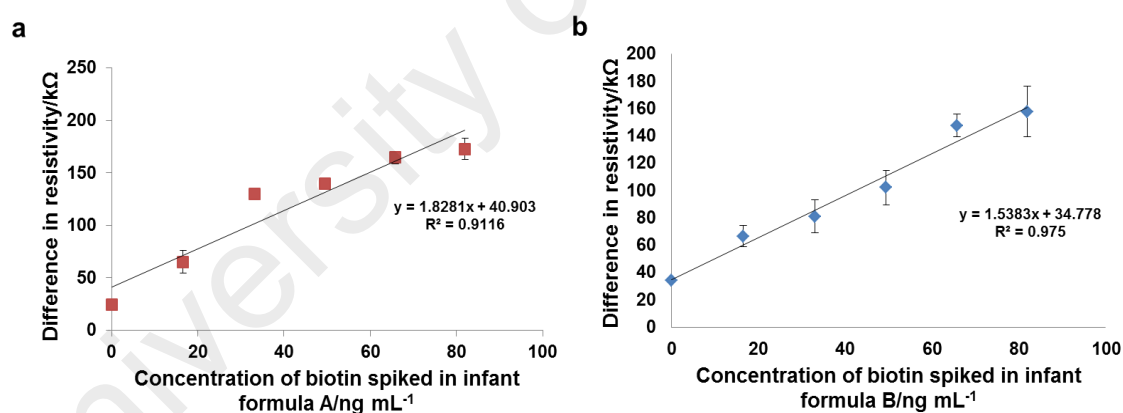 a
250
200
150
100
50
0
0 20 40 60 80 100
Difference in resistivity/kΩ
y = 1.8281x + 40.903
R² = 0.9116
Concentration of biotin spiked in infant
formula A/ng mL⁻¹
b
200
180
160
140
120
100
80
60
40
20
0
0 20 40 60 80 100
Difference in resistivity/kΩ
y = 1.5383x + 34.778
R² = 0.975
Concentration of biotin spiked in infant
formula B/ng mL⁻¹